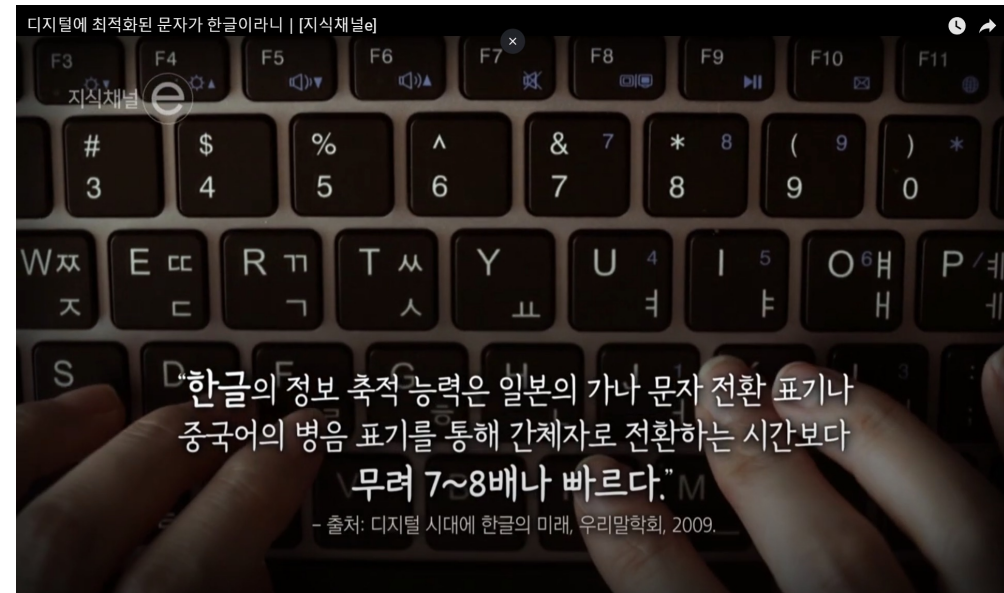 디지털에 최적화된 문자가 한글이라니 | [지식채널e]
F3 F4 F5 F6 F7 F8 F9 F10 F11
지식채널 e
# $ % ^ & 7 * 8 ( 9 ) *
3 4 5 6 7 8 9 0
W ㅉ E ㄸ R ㄲ T ㅆ Y U 4 I 5 O 6 ㅒ P / ㅖ
ㅈ ㄷ ㄱ ㅅ ㅛ ㅕ ㅑ ㅐ ㅔ
S D F G H J 1 3 :
“한글의 정보 축적 능력은 일본의 가나 문자 전환 표기나
중국어의 병음 표기를 통해 간체자로 전환하는 시간보다
무려 7~8배나 빠르다.”
V B M
– 출처: 디지털 시대에 한글의 미래, 우리말학회, 2009.